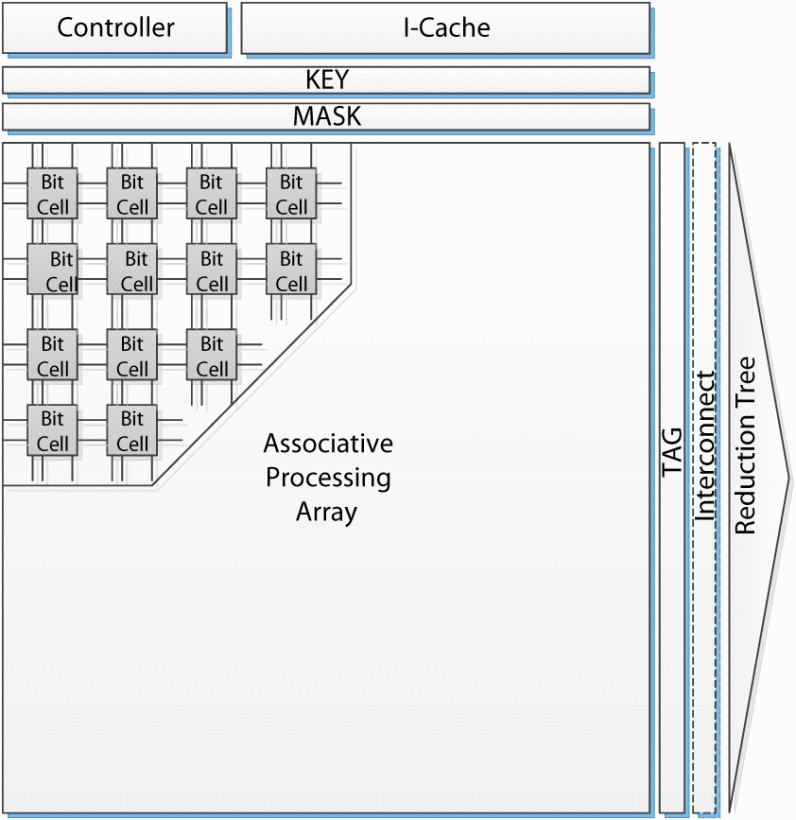 Controller
I-Cache
KEY
MASK
Bit
Cell
Bit
Cell
Bit
Cell
Bit
Cell
Bit
Cell
Bit
Cell
Bit
Cell
Bit
Cell
Bit
Cell
Bit
Cell
Bit
Cell
Bit
Cell
Bit
Cell
Associative
Processing
Array
TAG
Interconnect
Reduction Tree